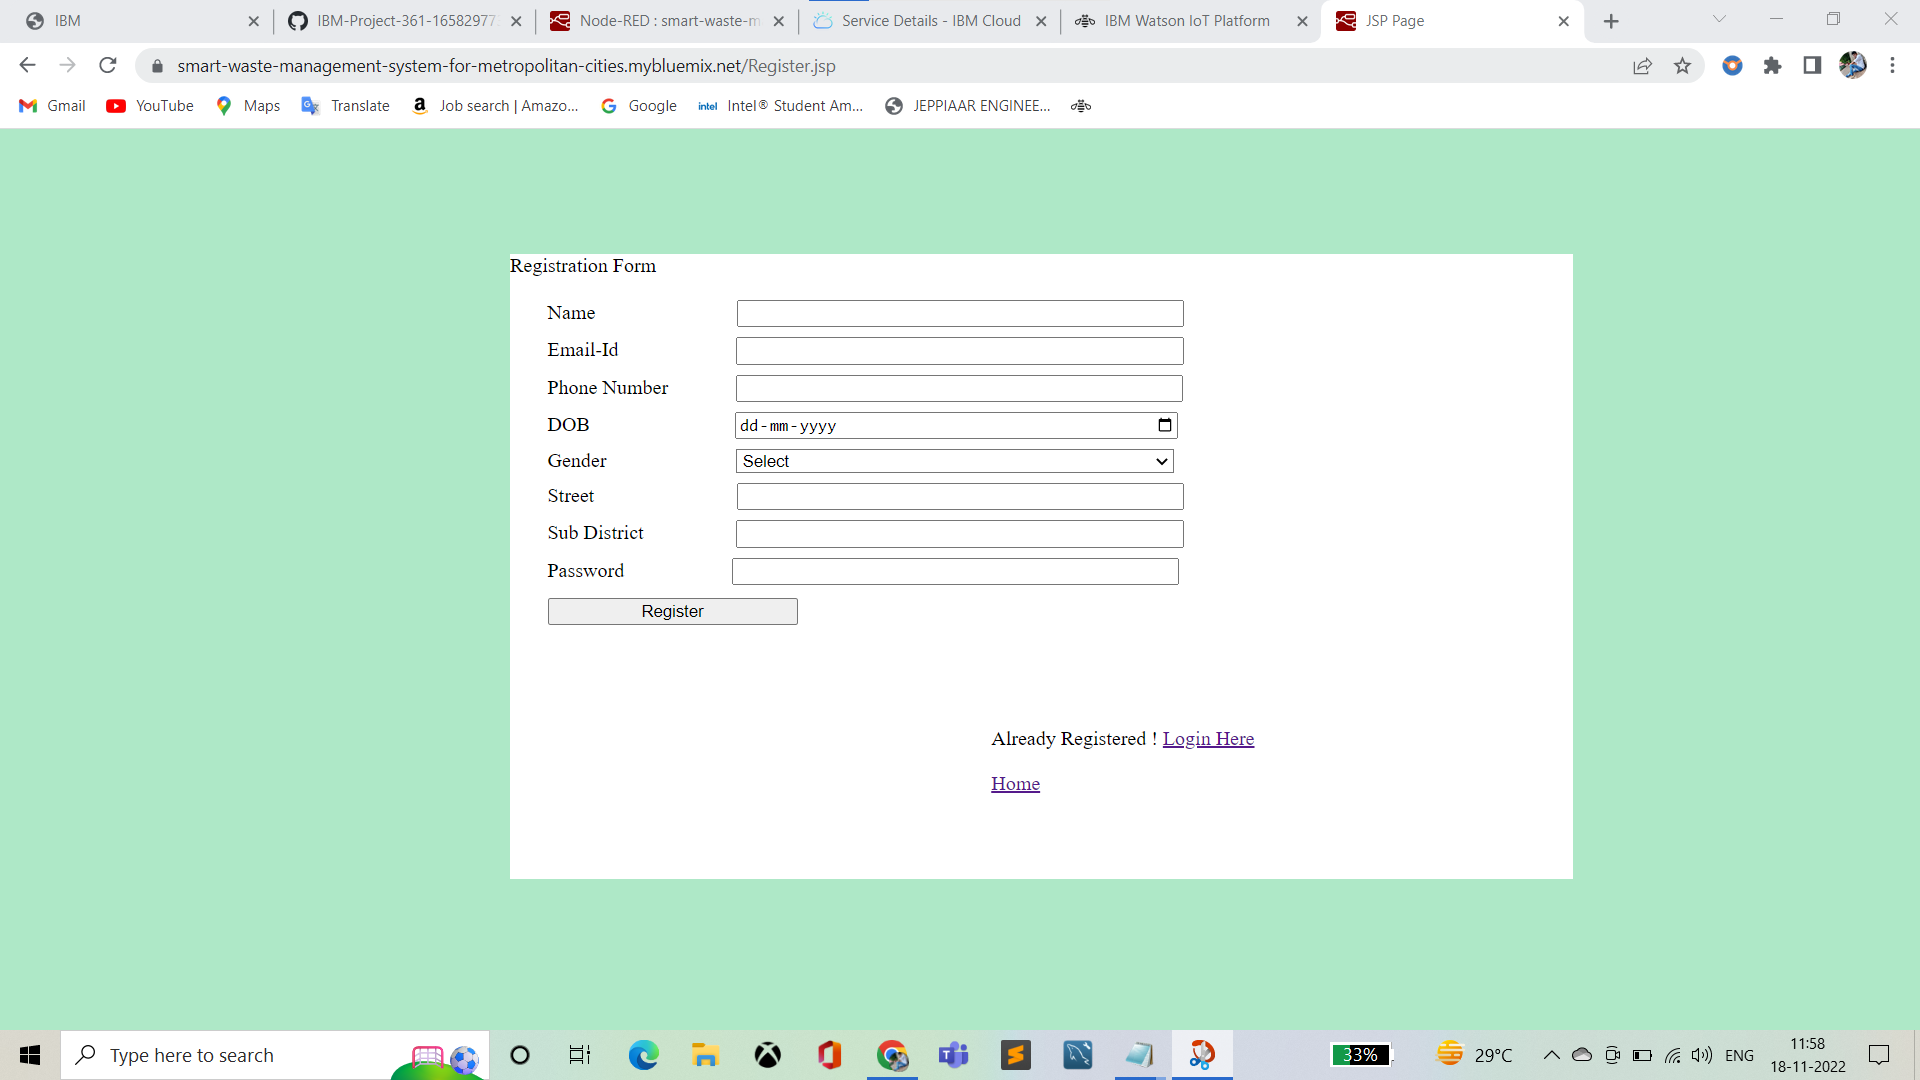 IBM
IBM-Project-361-16582977
Node-RED : smart-waste-m
Service Details - IBM Cloud
IBM Watson IoT Platform
JSP Page
smart-waste-management-system-for-metropolitan-cities.mybluemix.net/Register.jsp
Gmail
YouTube
Maps
Translate
Job search | Amazo...
Google
intel Intel® Student Am...
JEPPIAAR ENGINEE...
Registration Form
Name
Email-Id
Phone Number
DOB dd-mm-yyyy
Gender Select
Street
Sub District
Password
Register
Already Registered ! Login Here
Home
Type here to search
33%
29°C
ENG
11:58
18-11-2022